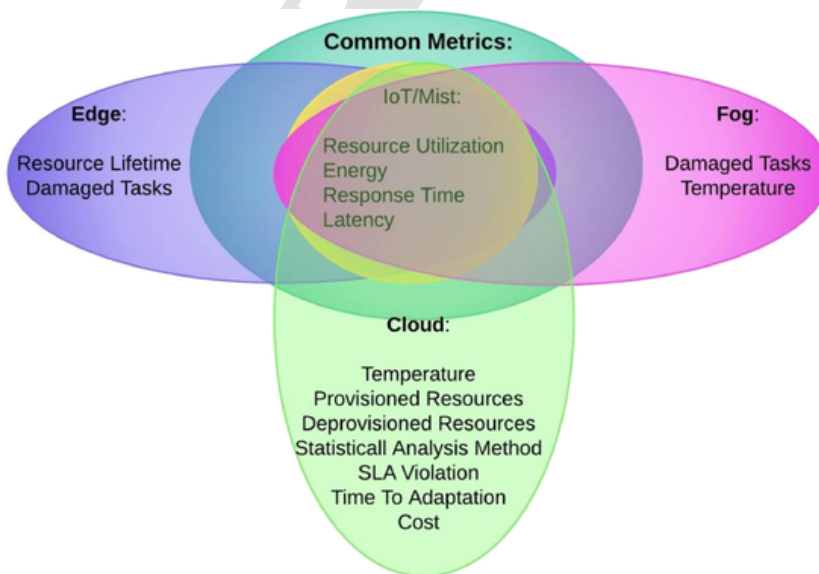 Common Metrics:
Edge:
Resource Lifetime
Damaged Tasks
IoT/Mist:
Resource Utilization
Energy
Response Time
Latency
Fog:
Damaged Tasks
Temperature
Cloud:
Temperature
Provisioned Resources
Deprovisioned Resources
Statisticall Analysis Method
SLA Violation
Time To Adaptation
Cost